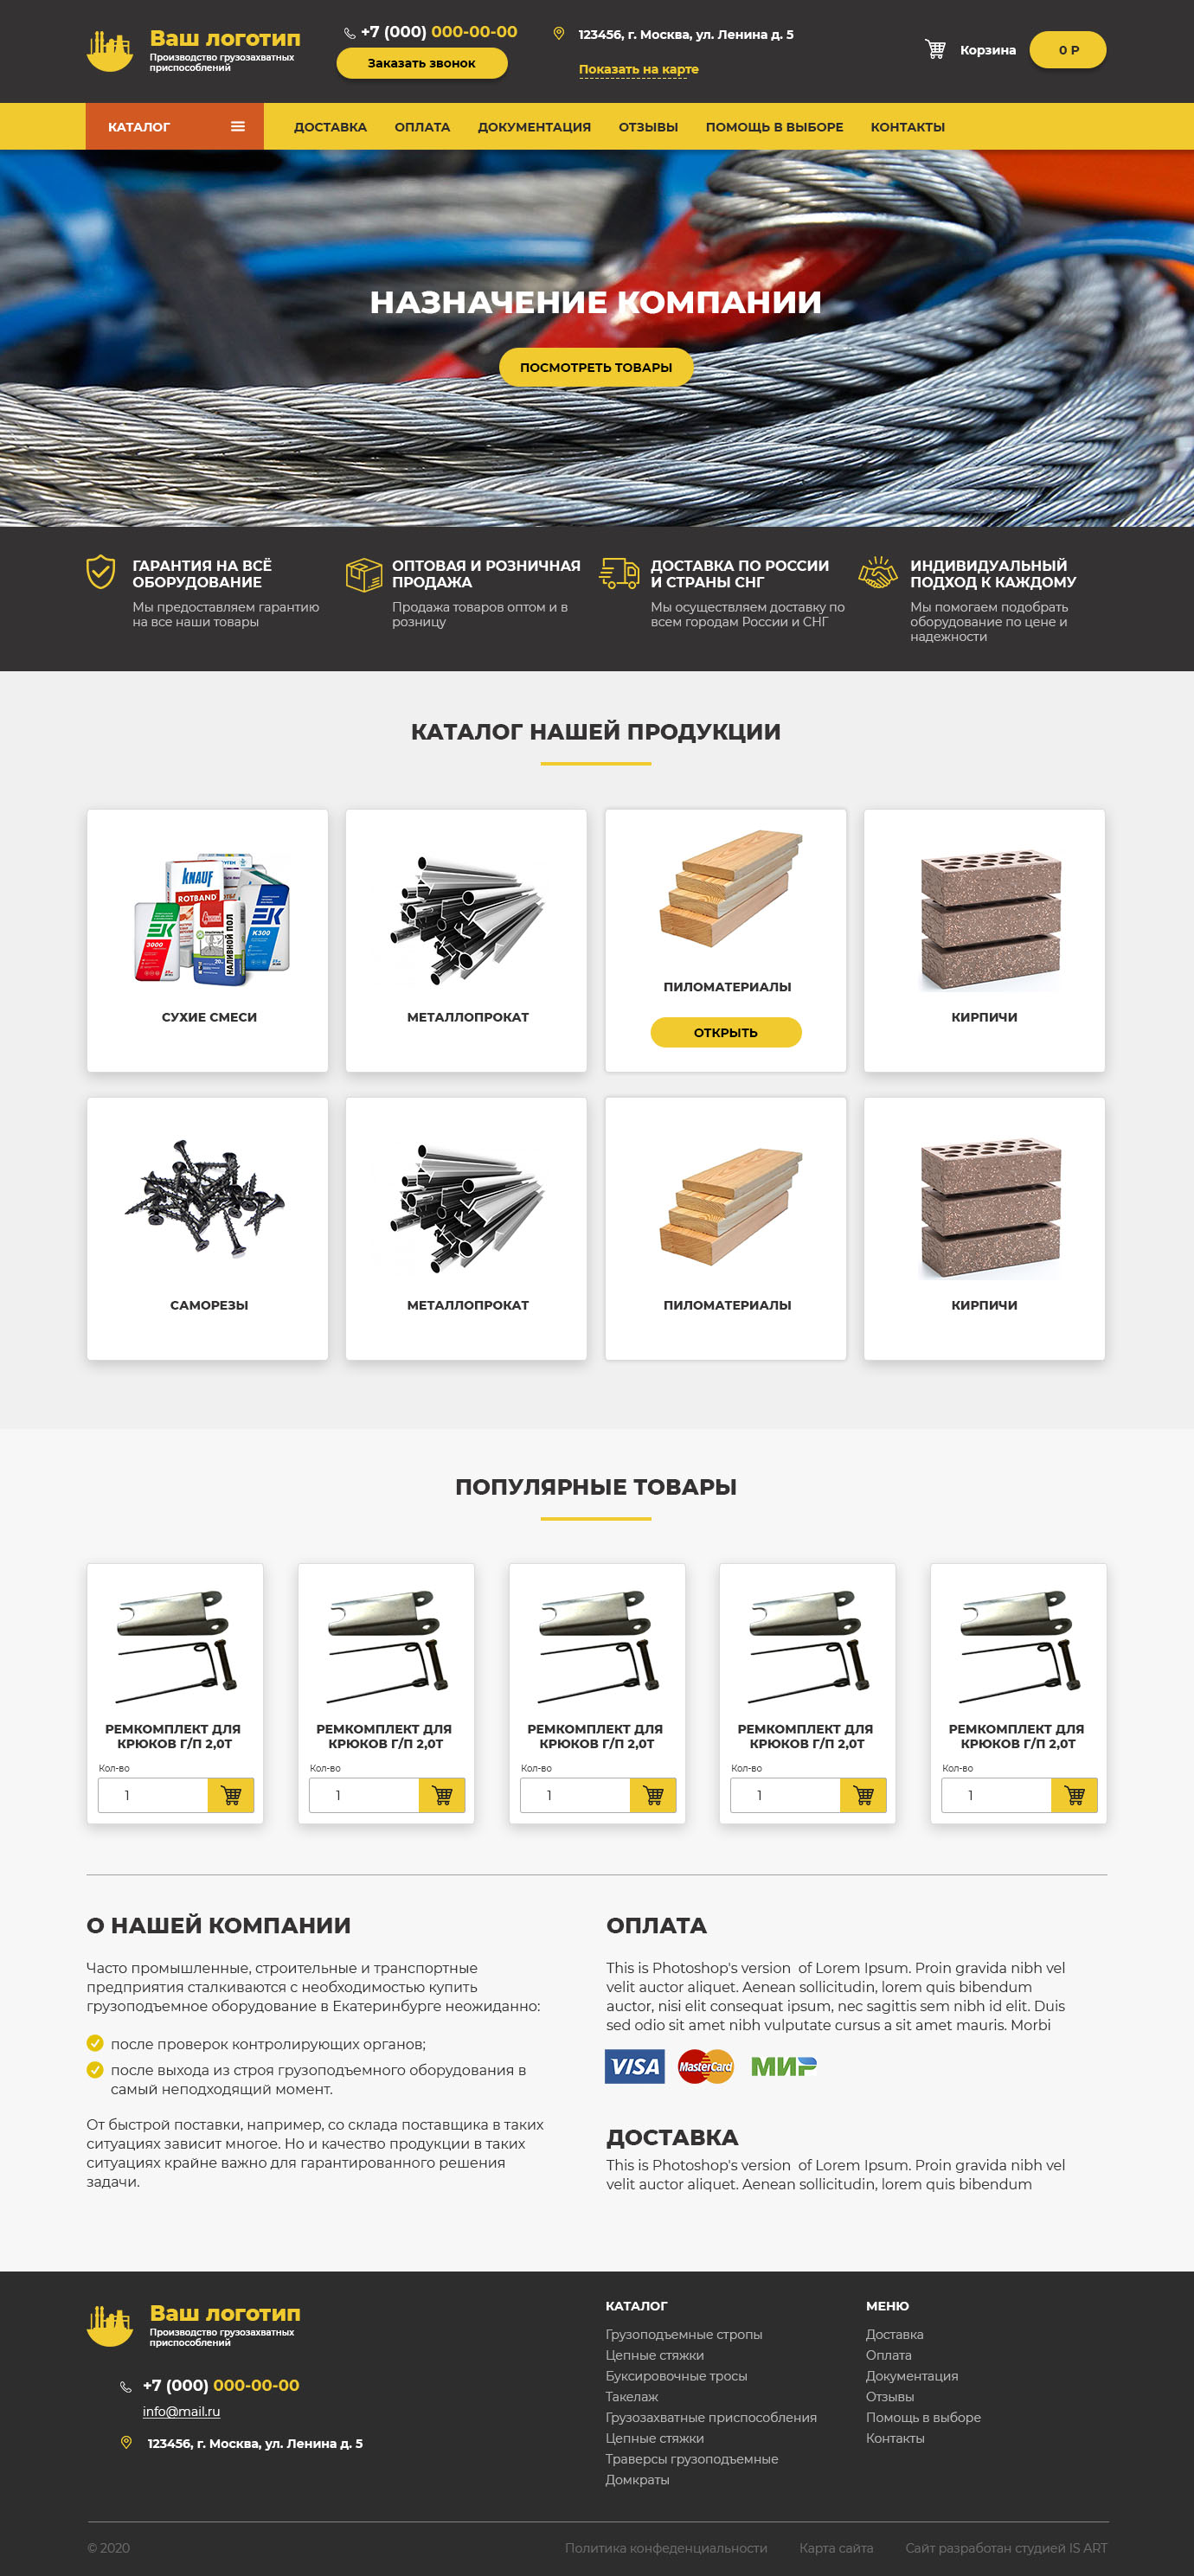 Ваш логотип
Производство грузозахватных
приспособлений
+7 (000) 000-00-00
Заказать звонок
123456, г. Москва, ул. Ленина д. 5
Показать на карте
Корзина
0 Р
КАТАЛОГ
ДОСТАВКА
ОПЛАТА
ДОКУМЕНТАЦИЯ
ОТЗЫВЫ
ПОМОЩЬ В ВЫБОРЕ
КОНТАКТЫ
НАЗНАЧЕНИЕ КОМПАНИИ
ПОСМОТРЕТЬ ТОВАРЫ
ГАРАНТИЯ НА ВСЁ
ОБОРУДОВАНИЕ
Мы предоставляем гарантию
на все наши товары
ОПТОВАЯ И РОЗНИЧНАЯ
ПРОДАЖА
Продажа товаров оптом и в
розницу
ДОСТАВКА ПО РОССИИ
И СТРАНЫ СНГ
Мы осуществляем доставку по
всем городам России и СНГ
ИНДИВИДУАЛЬНЫЙ
ПОДХОД К КАЖДОМУ
Мы помогаем подобрать
оборудование по цене и
надежности
КАТАЛОГ НАШЕЙ ПРОДУКЦИИ
KNAUF
ROTBAND
EK
3000
EK
K300
НАЛИВНОЙ ПОЛ
СУХИЕ СМЕСИ
МЕТАЛЛОПРОКАТ
ПИЛОМАТЕРИАЛЫ
ОТКРЫТЬ
КИРПИЧИ
САМОРЕЗЫ
МЕТАЛЛОПРОКАТ
ПИЛОМАТЕРИАЛЫ
КИРПИЧИ
ПОПУЛЯРНЫЕ ТОВАРЫ
РЕМКОМПЛЕКТ ДЛЯ
КРЮКОВ Г/П 2,0Т
Кол-во
1
РЕМКОМПЛЕКТ ДЛЯ
КРЮКОВ Г/П 2,0Т
Кол-во
1
РЕМКОМПЛЕКТ ДЛЯ
КРЮКОВ Г/П 2,0Т
Кол-во
1
РЕМКОМПЛЕКТ ДЛЯ
КРЮКОВ Г/П 2,0Т
Кол-во
1
РЕМКОМПЛЕКТ ДЛЯ
КРЮКОВ Г/П 2,0Т
Кол-во
1
О НАШЕЙ КОМПАНИИ
Часто промышленные, строительные и транспортные
предприятия сталкиваются с необходимостью купить
грузоподъемное оборудование в Екатеринбурге неожиданно:
после проверок контролирующих органов;
после выхода из строя грузоподъемного оборудования в
самый неподходящий момент.
От быстрой поставки, например, со склада поставщика в таких
ситуациях зависит многое. Но и качество продукции в таких
ситуациях крайне важно для гарантированного решения
задачи.
ОПЛАТА
This is Photoshop's version of Lorem Ipsum. Proin gravida nibh vel
velit auctor aliquet. Aenean sollicitudin, lorem quis bibendum
auctor, nisi elit consequat ipsum, nec sagittis sem nibh id elit. Duis
sed odio sit amet nibh vulputate cursus a sit amet mauris. Morbi
VISA
MasterCard
МИР
ДОСТАВКА
This is Photoshop's version of Lorem Ipsum. Proin gravida nibh vel
velit auctor aliquet. Aenean sollicitudin, lorem quis bibendum
Ваш логотип
Производство грузозахватных
приспособлений
+7 (000) 000-00-00
info@mail.ru
123456, г. Москва, ул. Ленина д. 5
КАТАЛОГ
Грузоподъемные стропы
Цепные стяжки
Буксировочные тросы
Такелаж
Грузозахватные приспособления
Цепные стяжки
Траверсы грузоподъемные
Домкраты
МЕНЮ
Доставка
Оплата
Документация
Отзывы
Помощь в выборе
Контакты
© 2020
Политика конфеденциальности
Карта сайта
Сайт разработан студией IS ART